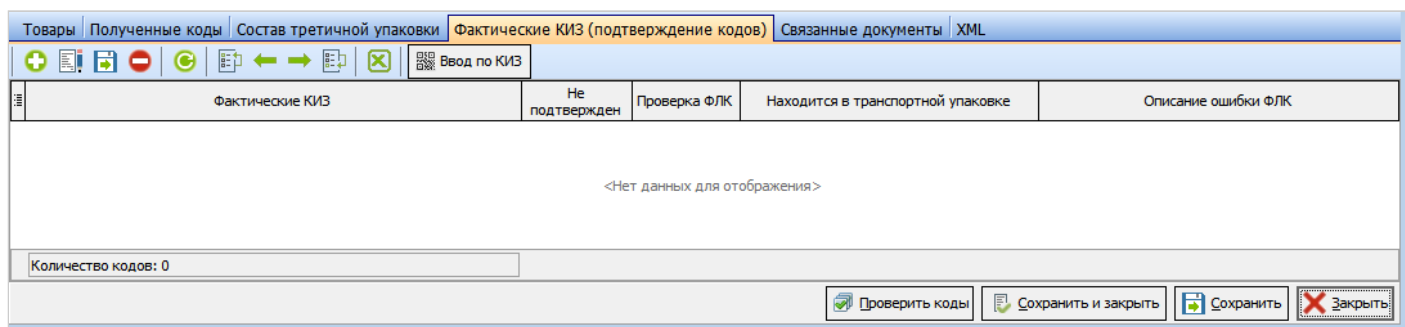 Товары Полученные коды Состав третичной упаковки Фактические КИЗ (подтверждение кодов) Связанные документы XML
Ввод по КИЗ
Фактические КИЗ Не подтвержден Проверка ФЛК Находится в транспортной упаковке Описание ошибки ФЛК
<Нет данных для отображения>
Количество кодов: 0
Проверить коды Сохранить и закрыть Сохранить Закрыть